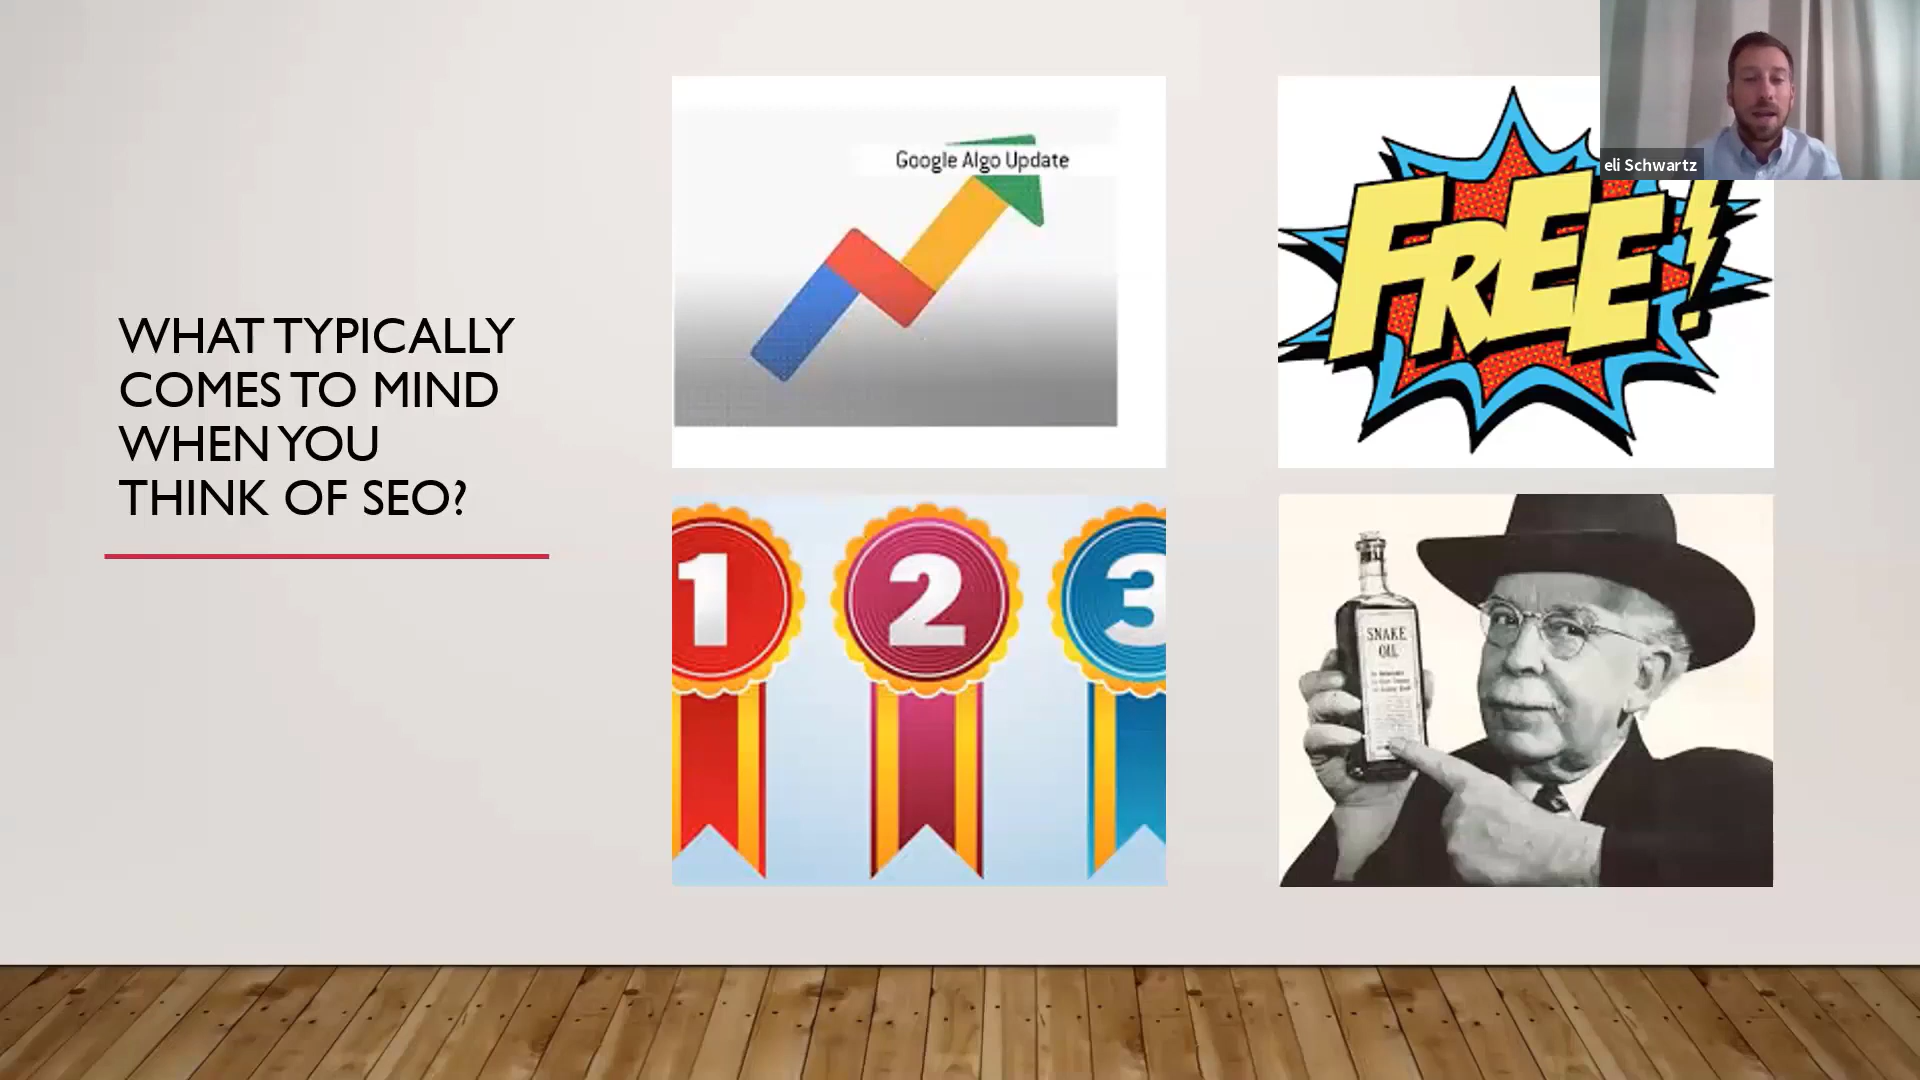 WHAT TYPICALLY
COMES TO MIND
WHEN YOU
THINK OF SEO?
Google Algo Update
FREE!
eli Schwartz
1
2
3
SNAKE
OIL